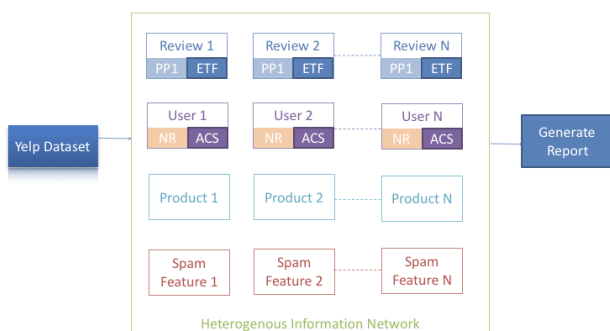 Review 1 Review 2 Review N
PP1 ETF PP1 ETF PP1 ETF
User 1 User 2 User N
NR ACS NR ACS NR ACS
Yelp Dataset
Generate
Report
Product 1 Product 2 Product N
Spam Spam Spam
Feature 1 Feature 2 Feature N
Heterogenous Information Network